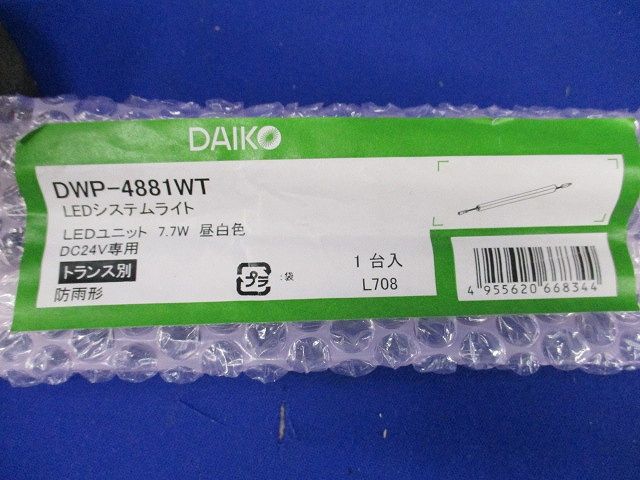 DAIKO
DWP-4881WT
LEDシステムライト
LEDユニット 7.7W 昼白色
DC24V専用
トランス別
防雨形
プラ :袋
1台入
L708
4 955620 668344